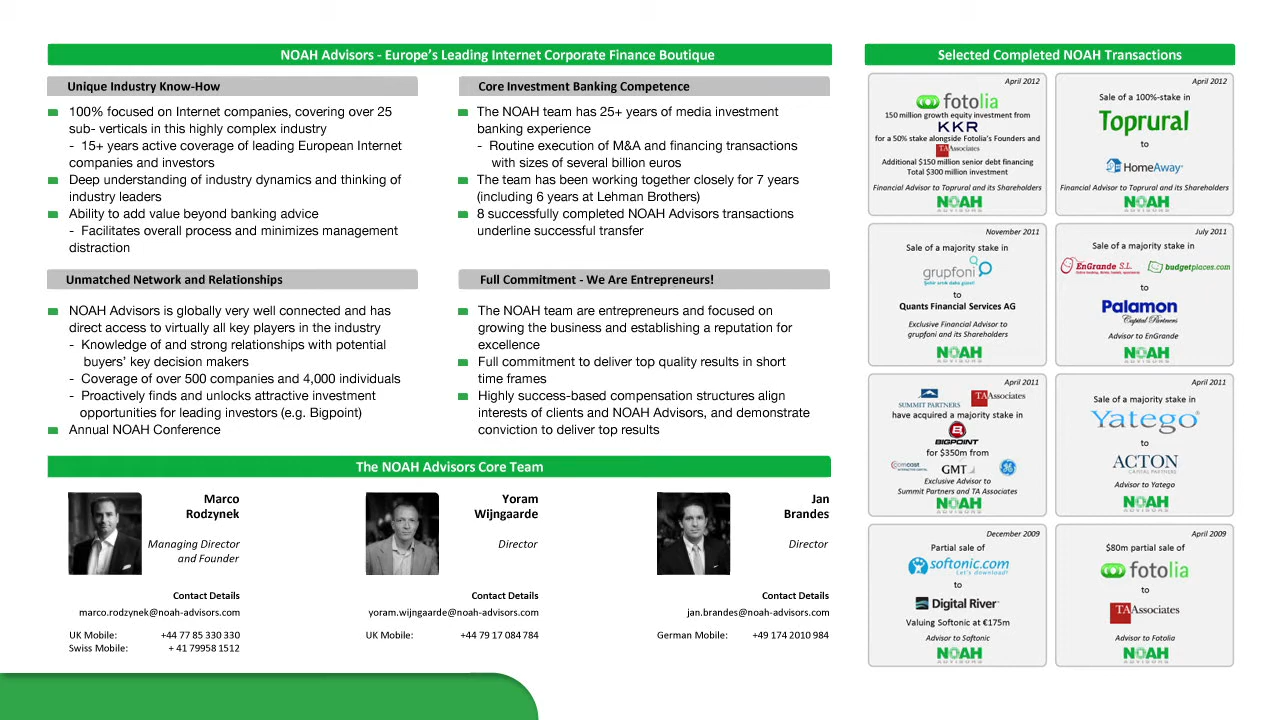 NOAH Advisors - Europe's Leading Internet Corporate Finance Boutique
Unique Industry Know-How
100% focused on Internet companies, covering over 25
sub- verticals in this highly complex industry
- 15+ years active coverage of leading European Internet
companies and investors
Deep understanding of industry dynamics and thinking of
industry leaders
Ability to add value beyond banking advice
- Facilitates overall process and minimizes management
distraction
Core Investment Banking Competence
The NOAH team has 25+ years of media investment
banking experience
- Routine execution of M&A and financing transactions
with sizes of several billion euros
The team has been working together closely for 7 years
(including 6 years at Lehman Brothers)
8 successfully completed NOAH Advisors transactions
underline successful transfer
Unmatched Network and Relationships
NOAH Advisors is globally very well connected and has
direct access to virtually all key players in the industry
- Knowledge of and strong relationships with potential
buyers' key decision makers
- Coverage of over 500 companies and 4,000 individuals
- Proactively finds and unlocks attractive investment
opportunities for leading investors (e.g. Bigpoint)
Annual NOAH Conference
Full Commitment - We Are Entrepreneurs!
The NOAH team are entrepreneurs and focused on
growing the business and establishing a reputation for
excellence
Full commitment to deliver top quality results in short
time frames
Highly success-based compensation structures align
interests of clients and NOAH Advisors, and demonstrate
conviction to deliver top results
The NOAH Advisors Core Team
Marco
Rodzynek
Managing Director
and Founder
Contact Details
marco.rodzynek@noah-advisors.com
UK Mobile: +44 77 85 330 330
Swiss Mobile: + 41 79958 1512
Yoram
Wijngaarde
Director
Contact Details
yoram.wijngaarde@noah-advisors.com
UK Mobile: +44 79 17 084 784
Jan
Brandes
Director
Contact Details
jan.brandes@noah-advisors.com
German Mobile: +49 174 2010 984
Selected Completed NOAH Transactions
April 2012
fotolia
150 million growth equity investment from
KKR
for a 50% stake alongside Fotolia's Founders and
TA Associates
Additional $150 million senior debt financing
Total $300 million investment
Financial Advisor to Toprural and its Shareholders
NOAH
ADVISORS
April 2012
Sale of a 100%-stake in
Toprural
to
HomeAway
Financial Advisor to Toprural and its Shareholders
NOAH
ADVISORS
November 2011
Sale of a majority stake in
grupfoni
to
Quants Financial Services AG
Exclusive Financial Advisor to
grupfoni and its Shareholders
NOAH
ADVISORS
July 2011
Sale of a majority stake in
EnGrande S.L. budgetplaces.com
to
Palamon
Capital Partners
Advisor to EnGrande
NOAH
ADVISORS
April 2011
SUMMIT PARTNERS TA Associates
have acquired a majority stake in
BIGPOINT
for $350m from
comcast GMT GE
Exclusive Advisor to
Summit Partners and TA Associates
NOAH
ADVISORS
April 2011
Sale of a majority stake in
Yatego
to
ACTON
CAPITAL PARTNERS
Advisor to Yatego
NOAH
ADVISORS
December 2009
Partial sale of
softonic.com
Let's download!
to
Digital River
Valuing Softonic at €175m
Advisor to Softonic
NOAH
ADVISORS
April 2009
$80m partial sale of
fotolia
to
TA Associates
Advisor to Fotolia
NOAH
ADVISORS